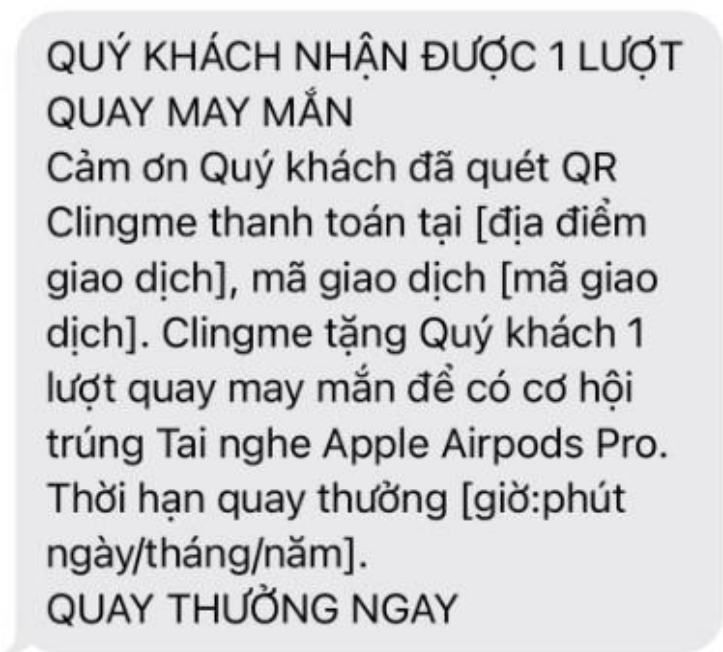 QUÝ KHÁCH NHẬN ĐƯỢC 1 LƯỢT
QUAY MAY MẮN
Cảm ơn Quý khách đã quét QR
Clingme thanh toán tại [địa điểm
giao dịch], mã giao dịch [mã giao
dịch]. Clingme tặng Quý khách 1
lượt quay may mắn để có cơ hội
trúng Tai nghe Apple Airpods Pro.
Thời hạn quay thưởng [giờ:phút
ngày/tháng/năm].
QUAY THƯỞNG NGAY